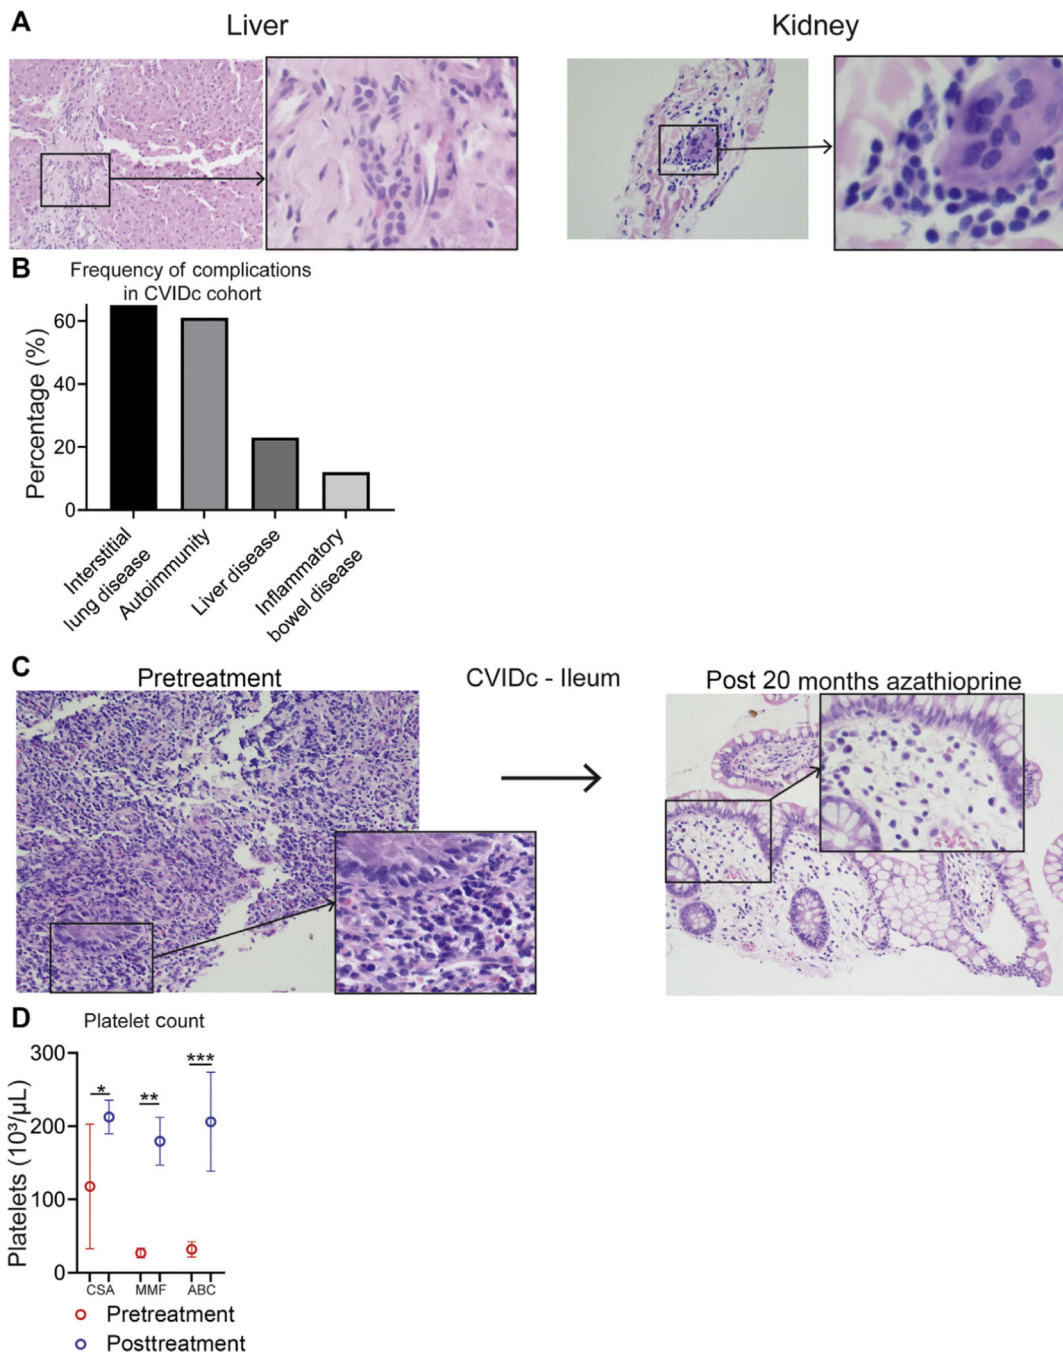 A
Liver
Kidney
B
Frequency of complications
in CVIDc cohort
Percentage (%)
60
40
20
0
Interstitial
lung disease
Autoimmunity
Liver disease
Inflammatory
bowel disease
C
Pretreatment
CVIDc - Ileum
Post 20 months azathioprine
D
Platelet count
Platelets (10³/µL)
300
200
100
0
*
**
***
CSA
MMF
ABC
Pretreatment
Posttreatment